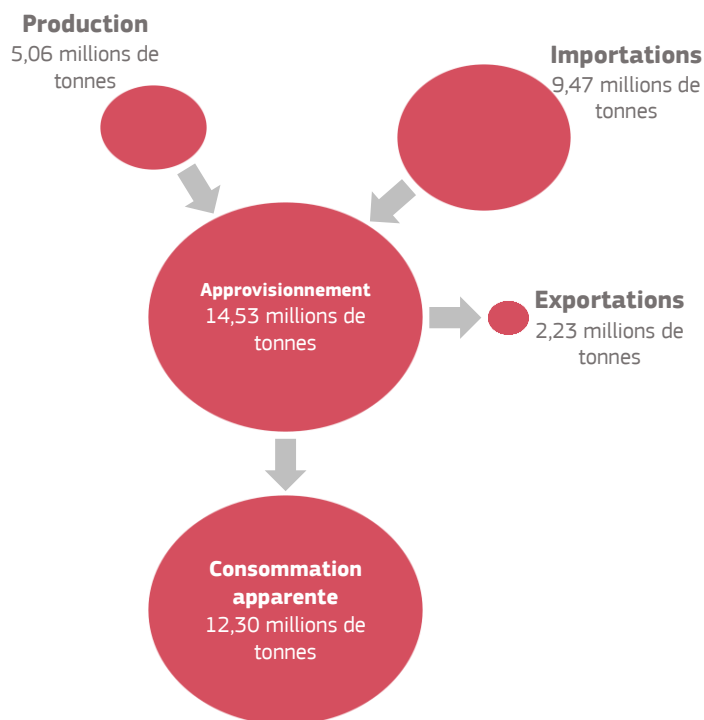 Production
5,06 millions de
tonnes
Importations
9,47 millions de
tonnes
Approvisionnement
14,53 millions de
tonnes
Exportations
2,23 millions de
tonnes
Consommation
apparente
12,30 millions de
tonnes